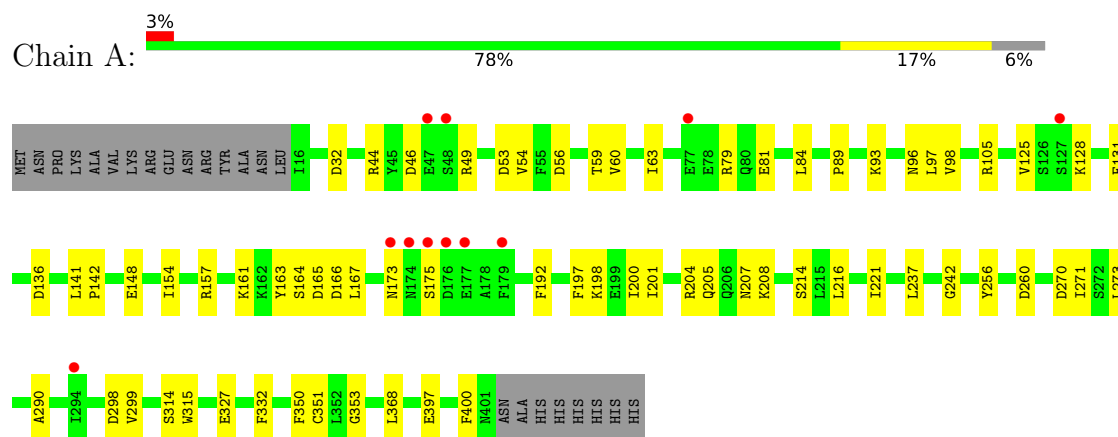 3%
Chain A:
78% 17% 6%
MET ASN PRO LYS ALA VAL LYS ARG GLU ASN ARG TYR ALA ASN LEU I16 D32 R44 Y45 D46 E47 S48 R49 D53 V54 F55 D56 T59 V60 I63 E77 E78 R79 Q80 E81 L84 P89 K93 N96 L97 V98 R105 V125 S126 S127 K128 E131
D136 L141 P142 E148 I154 R157 K161 K162 Y163 S164 D165 D166 L167 N173 N174 S175 D176 E177 A178 F179 F192 F197 K198 E199 I200 I201 R204 Q205 Q206 N207 K208 S214 L215 L216 I221 L237 G242 Y256 D260 D270 I271 S272
A290 I294 D298 V299 S314 W315 E327 F332 F350 C351 L352 G353 L368 E397 F400 N401 ASN ALA HIS HIS HIS HIS HIS HIS